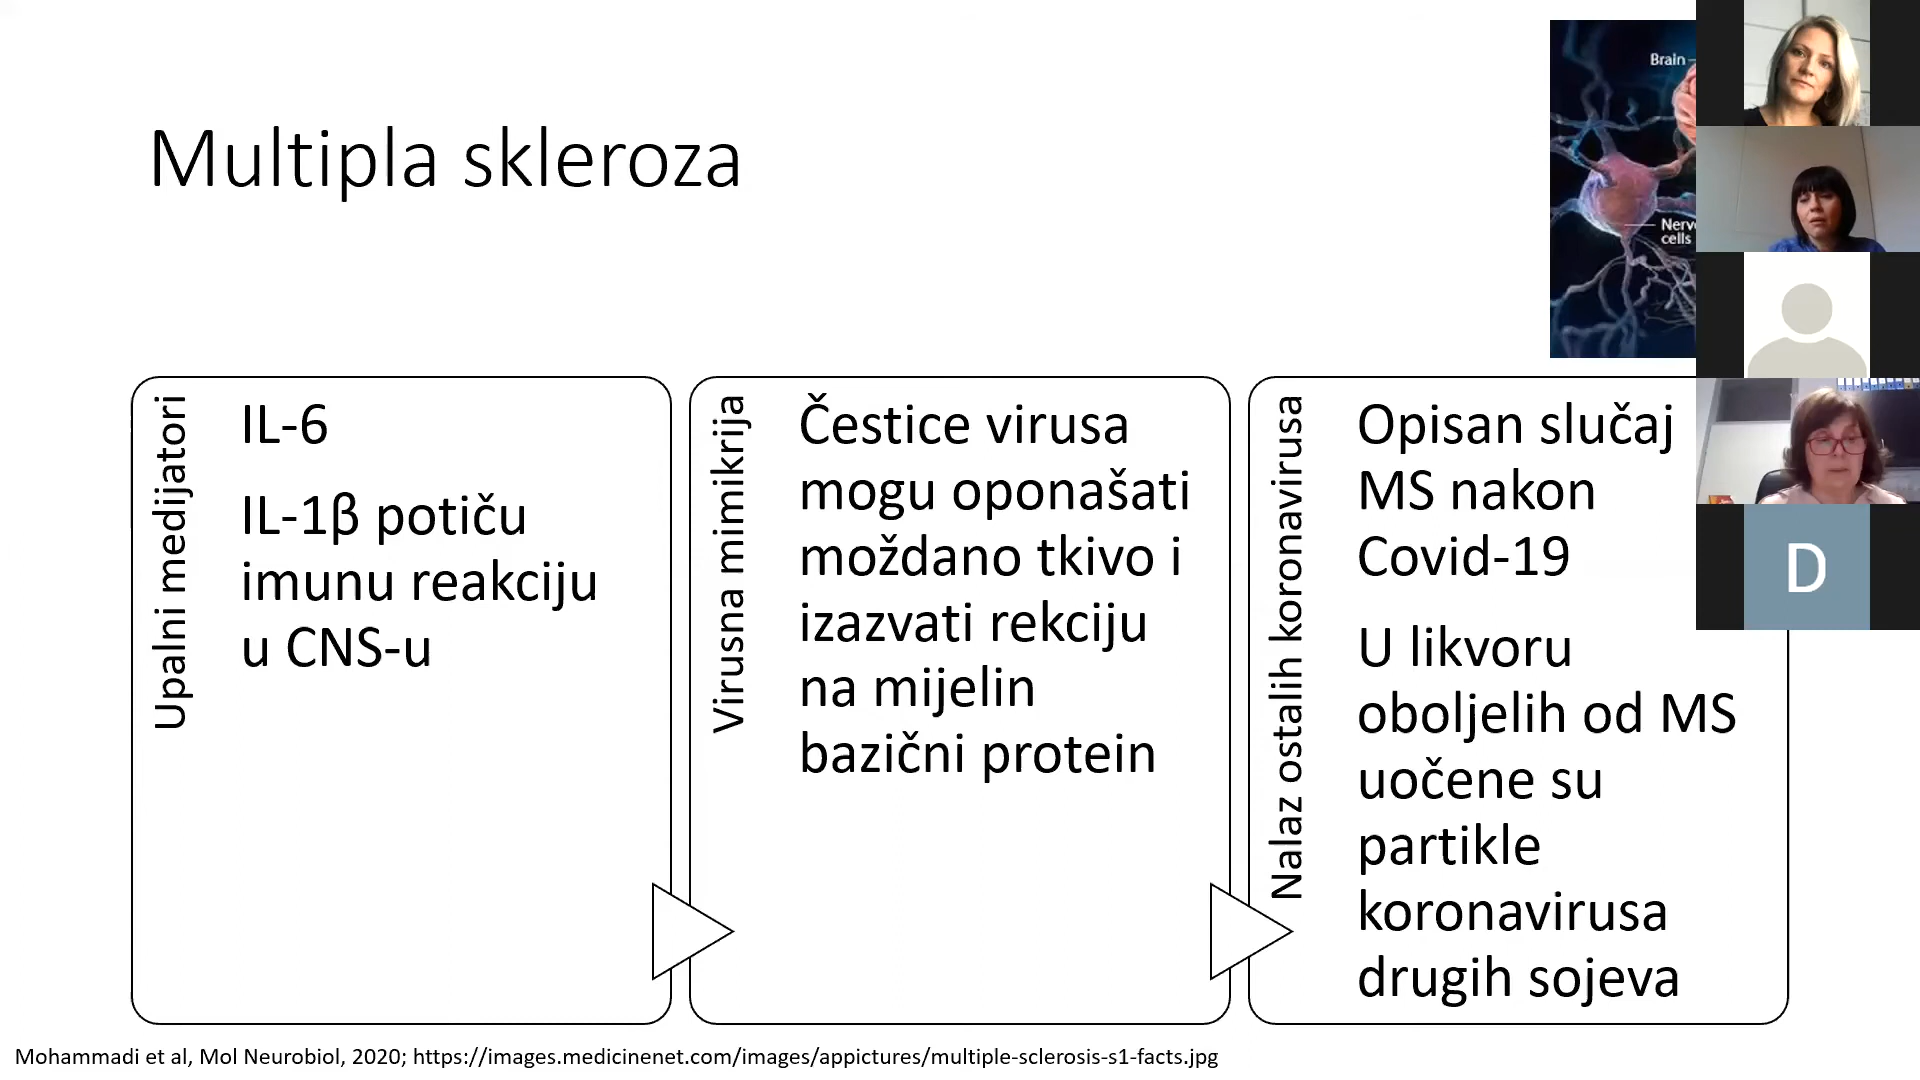 Multipla skleroza
Brain
cells
Upalni medijatori
IL-6
IL-1β potiču
imunu reakciju
u CNS-u
Virusna mimikrija
Čestice virusa
mogu oponašati
moždano tkivo i
izazvati rekciju
na mijelin
bazični protein
Nalaz ostalih koronavirusa
Opisan slučaj
MS nakon
Covid-19
U likvoru
oboljelih od MS
uočene su
partikle
koronavirusa
drugih sojeva
D
Mohammadi et al, Mol Neurobiol, 2020; https://images.medicinenet.com/images/appictures/multiple-sclerosis-s1-facts.jpg